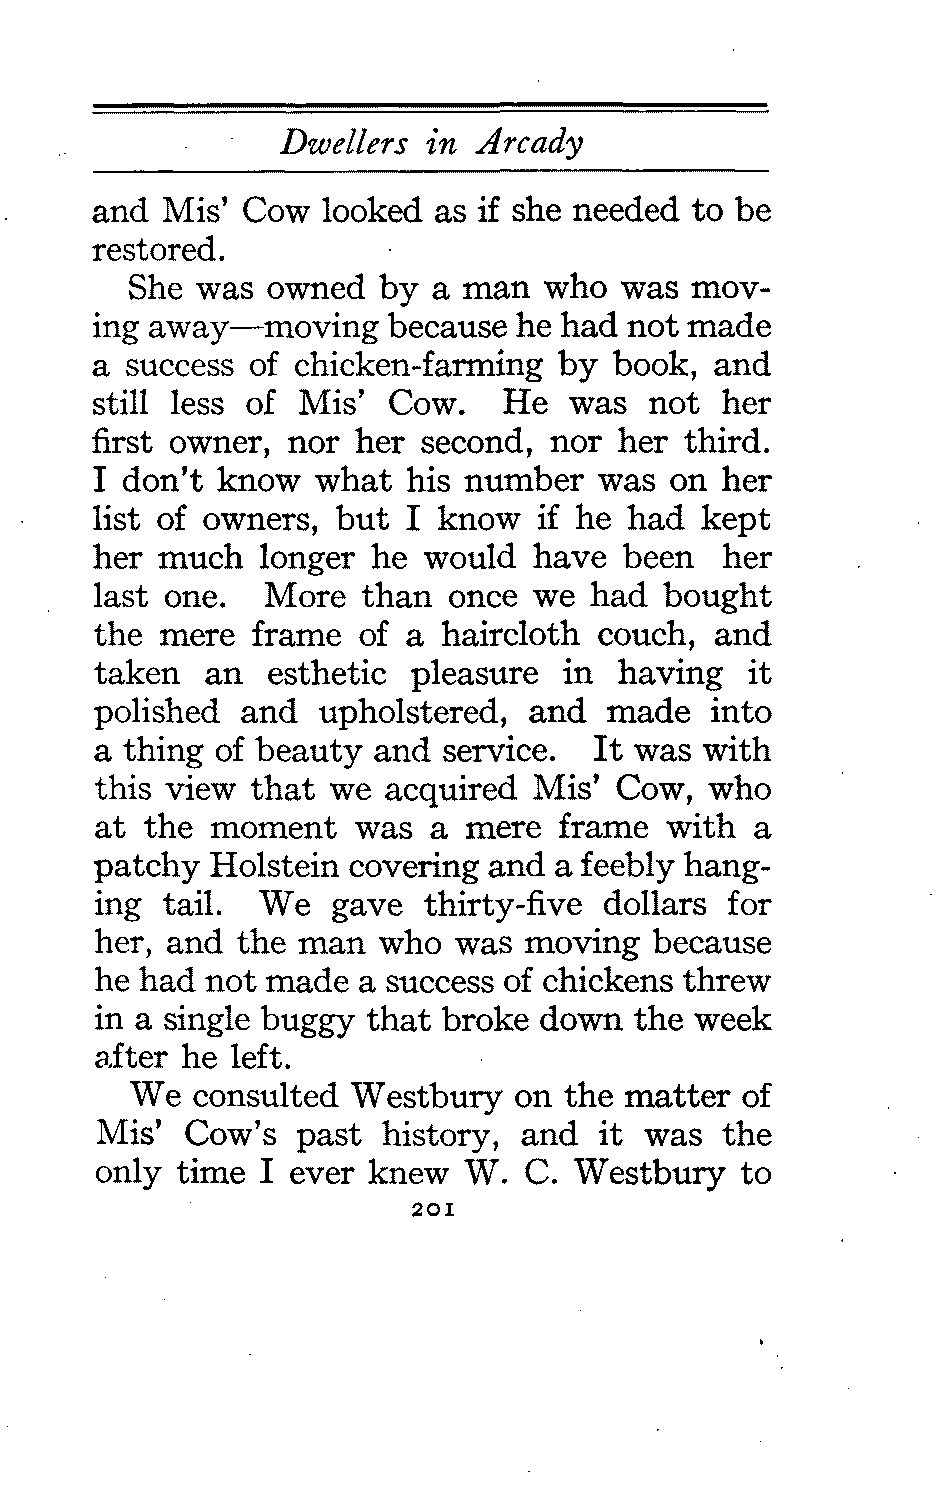 Dwellers in Arcady
and Mis' Cow looked as if she needed to be
restored.
She was owned by a man who was mov-
ing away—moving because he had not made
a success of chicken-farming by book, and
still less of Mis' Cow. He was not her
first owner, nor her second, nor her third.
I don't know what his number was on her
list of owners, but I know if he had kept
her much longer he would have been her
last one. More than once we had bought
the mere frame of a haircloth couch, and
taken an esthetic pleasure in having it
polished and upholstered, and made into
a thing of beauty and service. It was with
this view that we acquired Mis' Cow, who
at the moment was a mere frame with a
patchy Holstein covering and a feebly hang-
ing tail. We gave thirty-five dollars for
her, and the man who was moving because
he had not made a success of chickens threw
in a single buggy that broke down the week
after he left.
We consulted Westbury on the matter of
Mis' Cow's past history, and it was the
only time I ever knew W. C. Westbury to
201